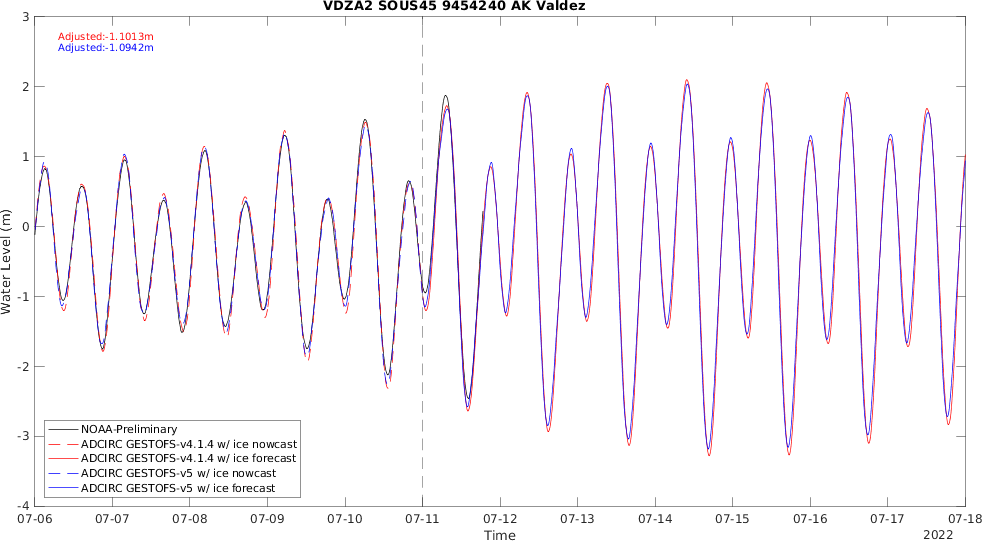 VDZA2 SOUS45 9454240 AK Valdez
Adjusted:-1.1013m
Adjusted:-1.0942m
3
2
1
0
-1
-2
-3
-4
Water Level (m)
NOAA-Preliminary
ADCIRC GESTOFS-v4.1.4 w/ ice nowcast
ADCIRC GESTOFS-v4.1.4 w/ ice forecast
ADCIRC GESTOFS-v5 w/ ice nowcast
ADCIRC GESTOFS-v5 w/ ice forecast
07-06 07-07 07-08 07-09 07-10 07-11 07-12 07-13 07-14 07-15 07-16 07-17 07-18
Time
2022